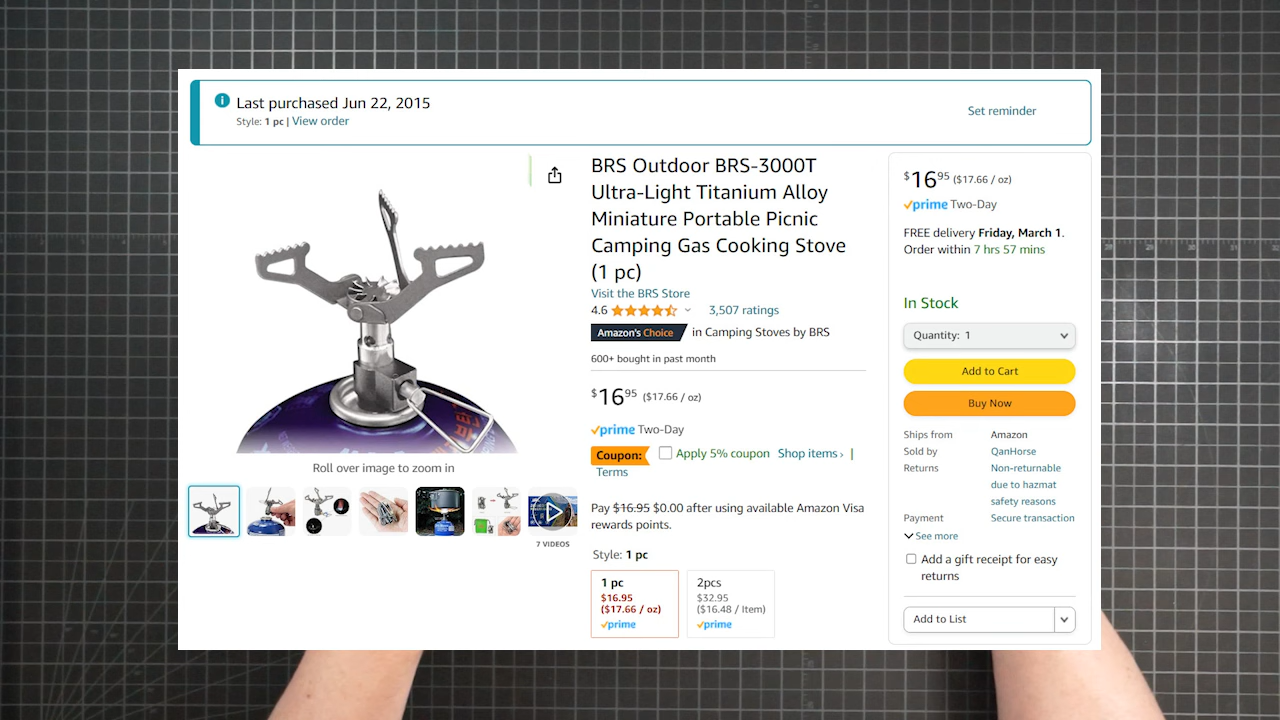 Last purchased Jun 22, 2015
Style: 1 pc | View order
Set reminder
BRS Outdoor BRS-3000T
Ultra-Light Titanium Alloy
Miniature Portable Picnic
Camping Gas Cooking Stove
(1 pc)
Visit the BRS Store
4.6 3,507 ratings
Amazon's Choice in Camping Stoves by BRS
600+ bought in past month
$16.95 ($17.66 / oz)
prime Two-Day
Coupon: Apply 5% coupon Shop items › |
Terms
Pay $16.95 $0.00 after using available Amazon Visa
rewards points.
Style: 1 pc
1 pc
$16.95
($17.66 / oz)
prime
2pcs
$32.95
($16.48 / Item)
prime
Roll over image to zoom in
7 VIDEOS
$16.95 ($17.66 / oz)
prime Two-Day
FREE delivery Friday, March 1.
Order within 7 hrs 57 mins
In Stock
Quantity: 1
Add to Cart
Buy Now
Ships from Amazon
Sold by QanHorse
Returns Non-returnable
due to hazmat
safety reasons
Payment Secure transaction
See more
Add a gift receipt for easy
returns
Add to List